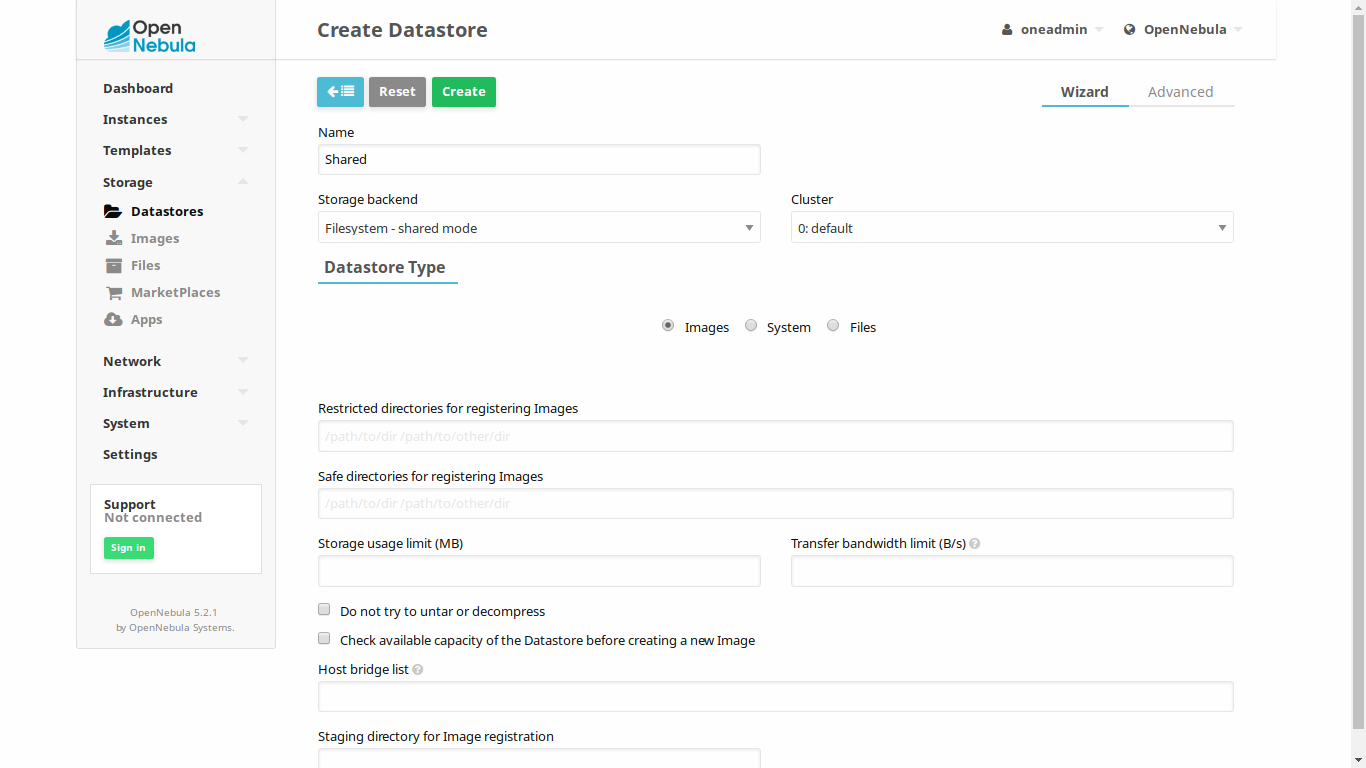 Open
Nebula
Create Datastore
oneadmin
OpenNebula
Dashboard
Instances
Templates
Storage
Datastores
Images
Files
MarketPlaces
Apps
Network
Infrastructure
System
Settings
Support
Not connected
Sign in
OpenNebula 5.2.1
by OpenNebula Systems.
Reset
Create
Wizard
Advanced
Name
Shared
Storage backend
Cluster
Filesystem - shared mode
0: default
Datastore Type
Images
System
Files
Restricted directories for registering Images
/path/to/dir /path/to/other/dir
Safe directories for registering Images
/path/to/dir /path/to/other/dir
Storage usage limit (MB)
Transfer bandwidth limit (B/s) ?
Do not try to untar or decompress
Check available capacity of the Datastore before creating a new Image
Host bridge list ?
Staging directory for Image registration